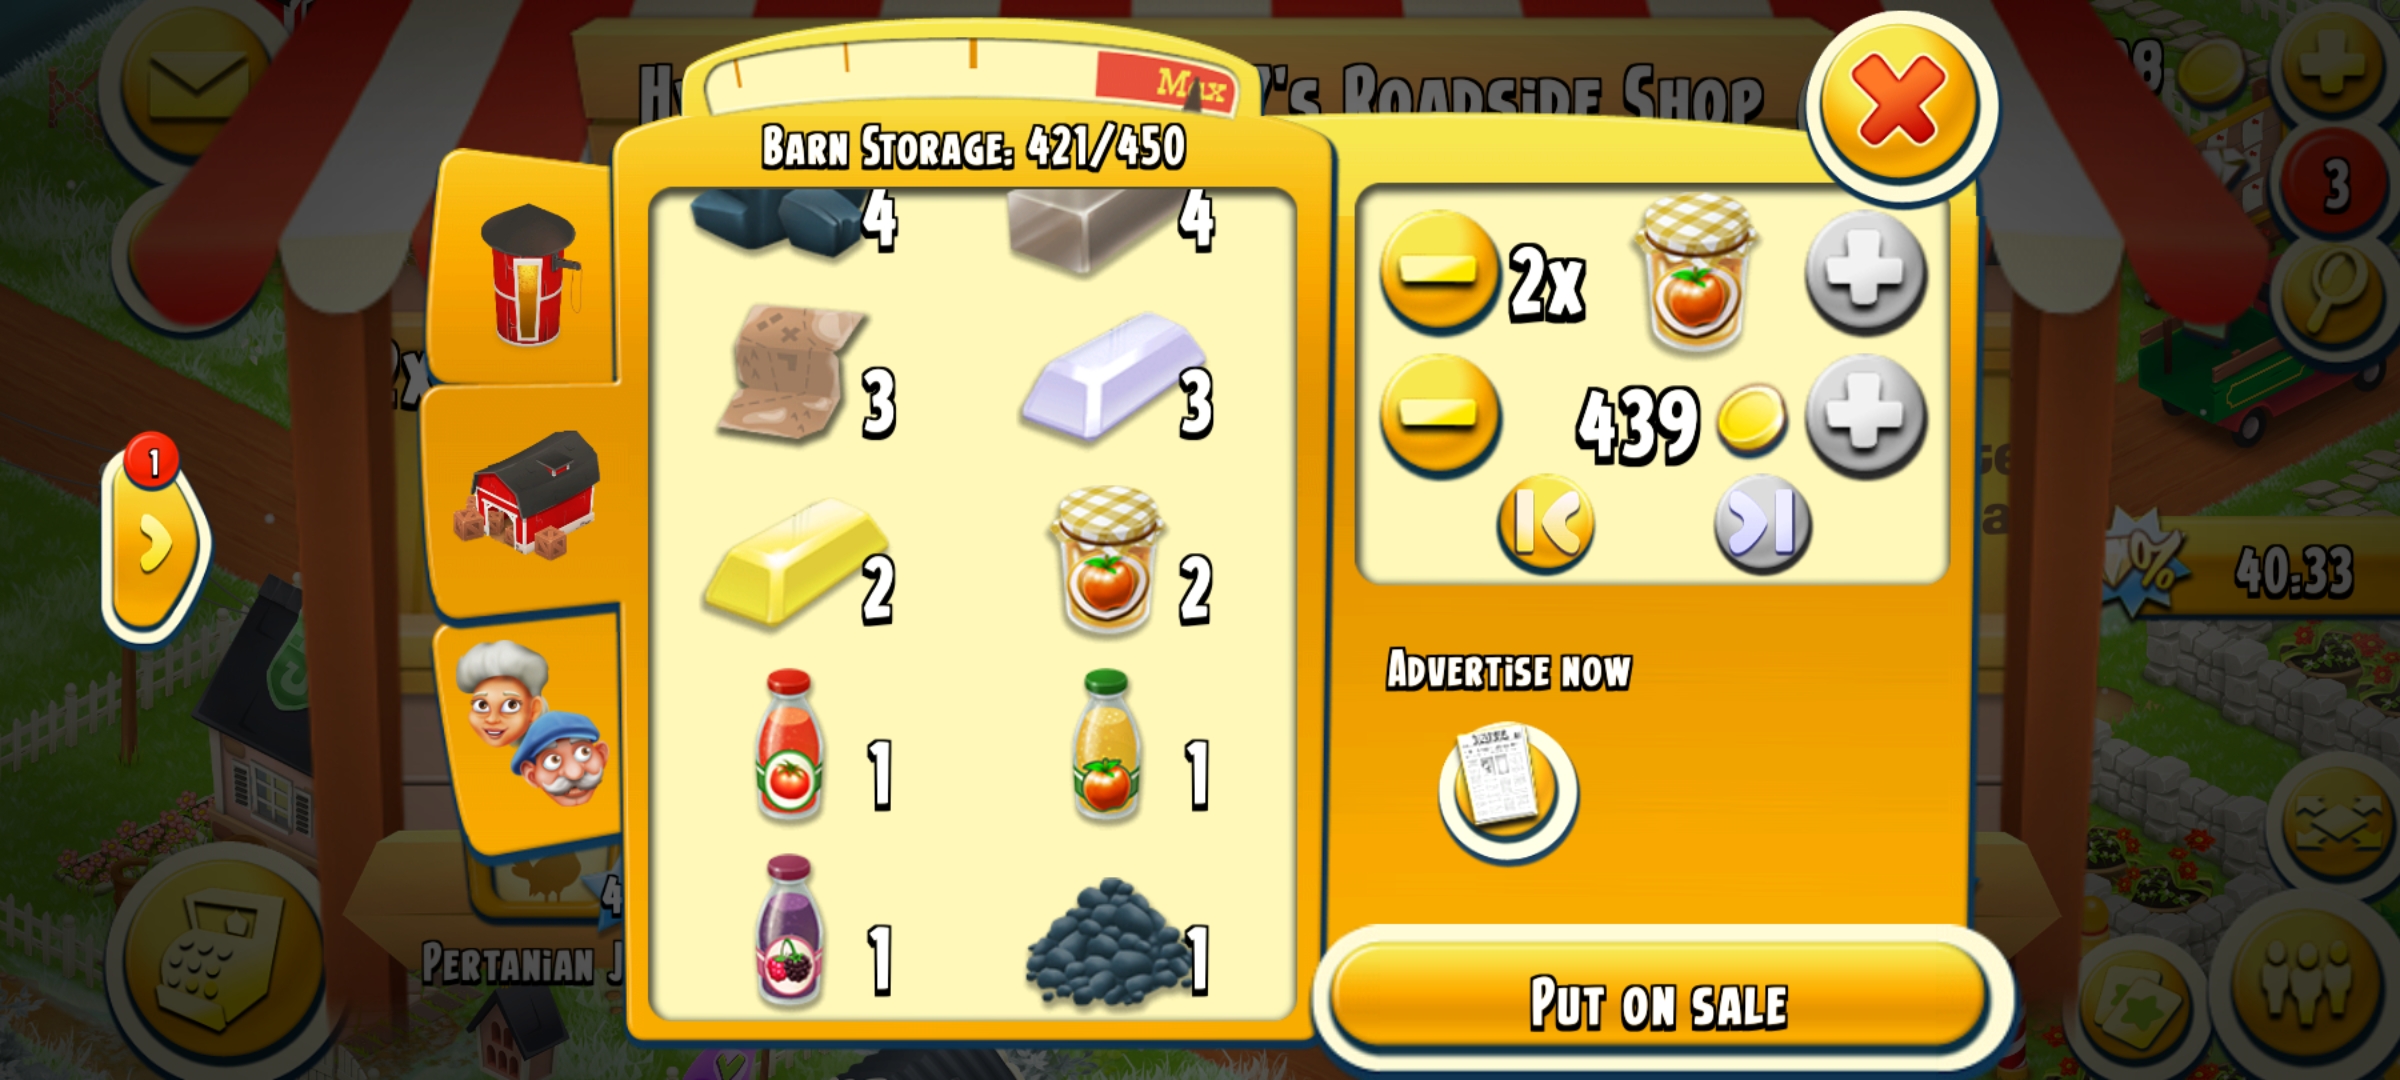 'S ROADSIDE SHOP
Max
BARN STORAGE: 421/450
4
4
2x
3
3
439
3
1
2
2
40:33
ADVERTISE NOW
1
1
1
1
PERTANIAN J
PUT ON SALE